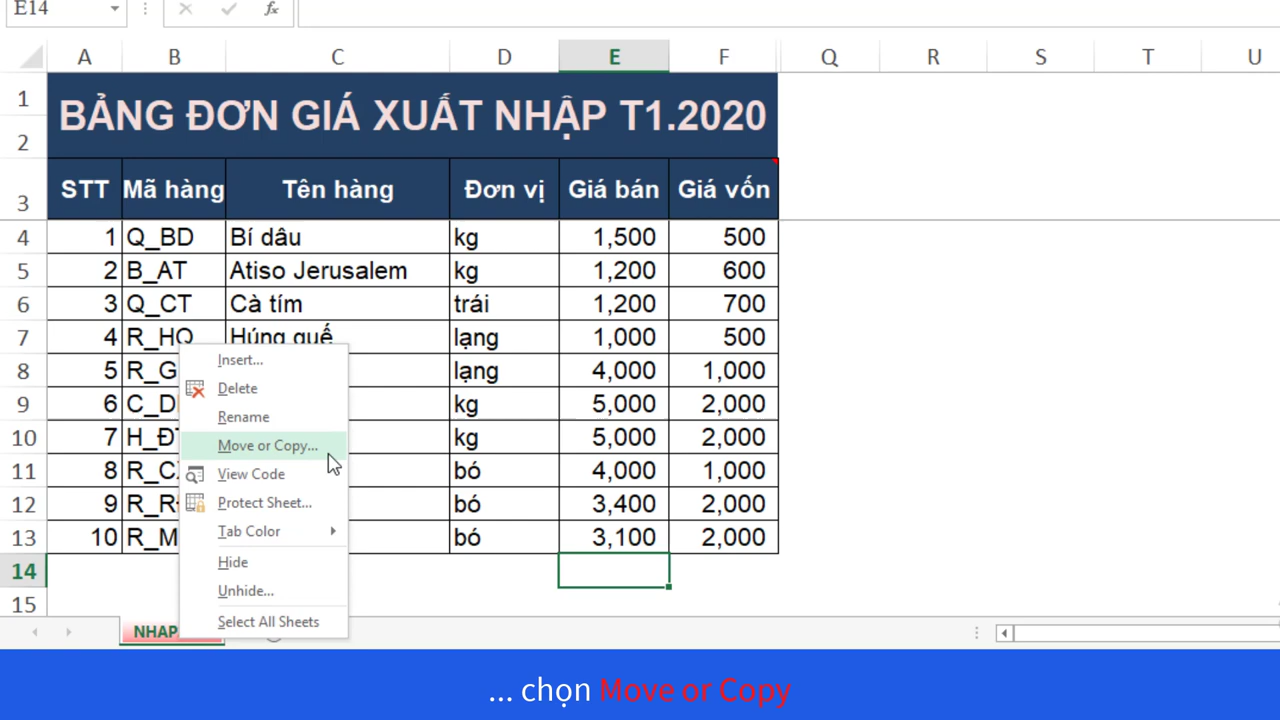 E14
A B C D E F Q R S T U
1 2 BẢNG ĐƠN GIÁ XUẤT NHẬP T1.2020
3 STT Mã hàng Tên hàng Đơn vị Giá bán Giá vốn
4 1 Q_BD Bí dâu kg 1,500 500
5 2 B_AT Atiso Jerusalem kg 1,200 600
6 3 Q_CT Cà tím trái 1,200 700
7 4 R_HQ Húng quế lạng 1,000 500
8 5 R_G lạng 4,000 1,000
9 6 kg 5,000 2,000
10 7 kg 5,000 2,000
11 8 bó 4,000 1,000
12 9 bó 3,400 2,000
13 10 R_M bó 3,100 2,000
14
15
Insert...
Delete
Rename
Move or Copy...
View Code
Protect Sheet...
Tab Color
Hide
Unhide...
Select All Sheets
NHAP
... chọn Move or Copy